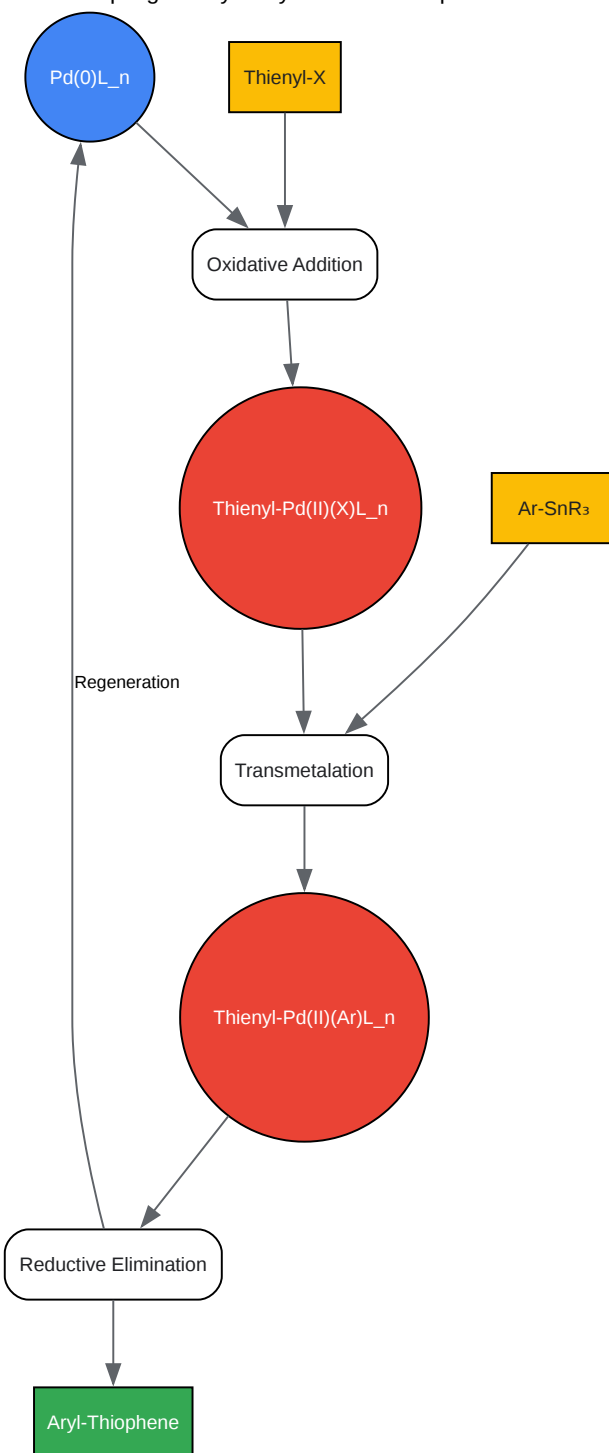 Pd(0)L_n
Thienyl-X
Oxidative Addition
Thienyl-Pd(II)(X)L_n
Ar-SnR₃
Regeneration
Transmetalation
Thienyl-Pd(II)(Ar)L_n
Reductive Elimination
Aryl-Thiophene